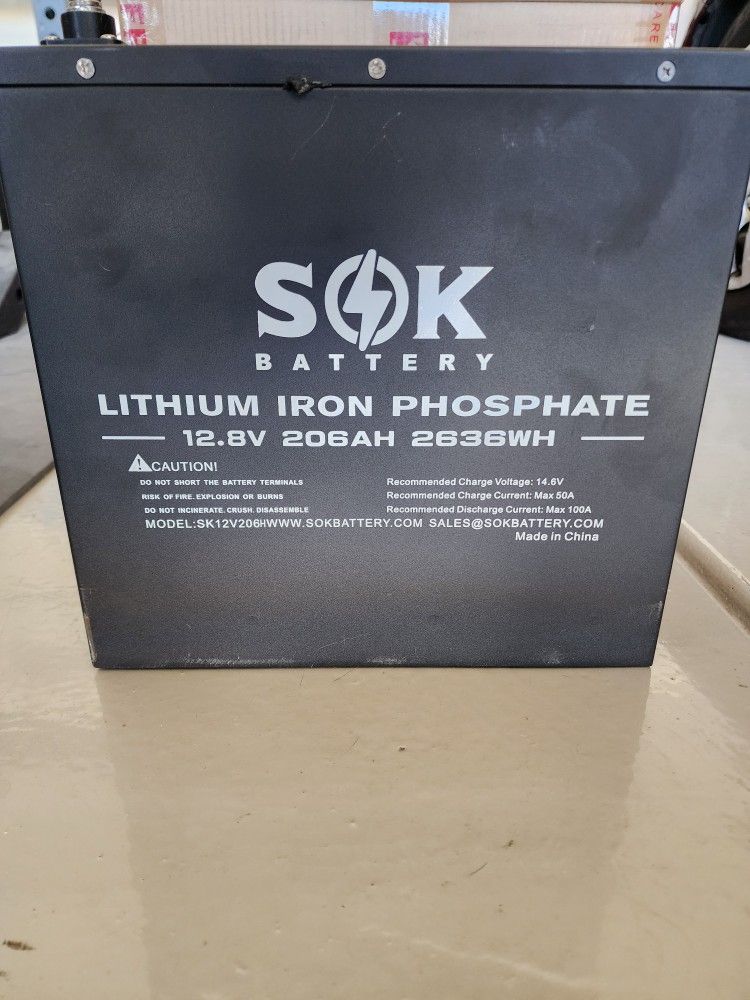 SOK
BATTERY
LITHIUM IRON PHOSPHATE
12.8V 206AH 2636WH
CAUTION!
DO NOT SHORT THE BATTERY TERMINALS
RISK OF FIRE. EXPLOSION OR BURNS
DO NOT INCINERATE. CRUSH. DISASSEMBLE
Recommended Charge Voltage: 14.6V
Recommended Charge Current: Max 50A
Recommended Discharge Current: Max 100A
MODEL:SK12V206HWWW.SOKBATTERY.COM SALES@SOKBATTERY.COM
Made in China